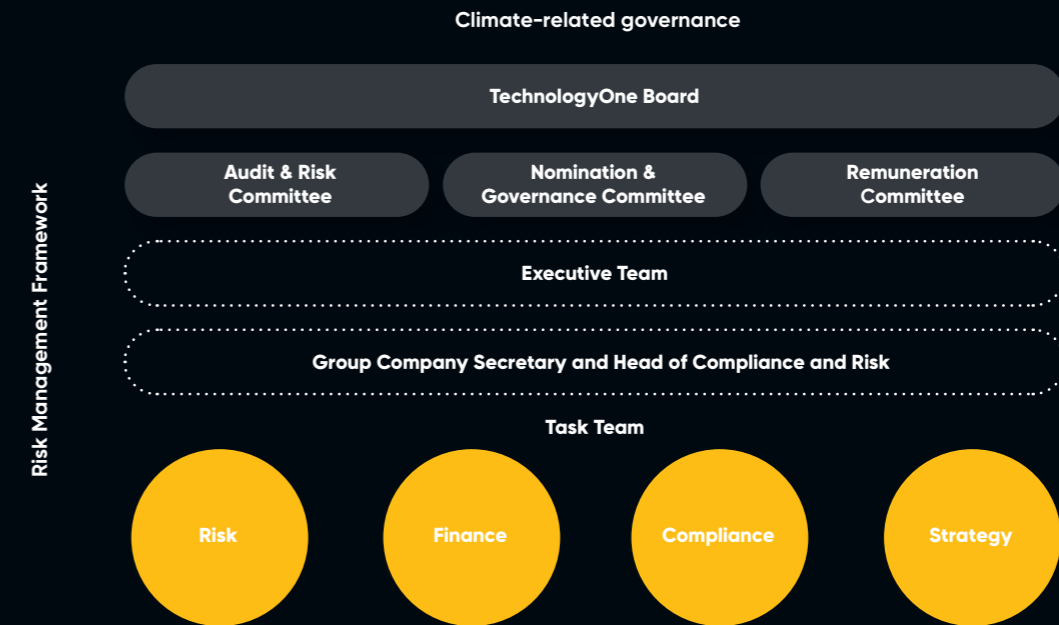 Climate-related governance
Risk Management Framework
TechnologyOne Board
Audit & Risk
Committee
Nomination &
Governance Committee
Remuneration
Committee
Executive Team
Group Company Secretary and Head of Compliance and Risk
Task Team
Risk
Finance
Compliance
Strategy